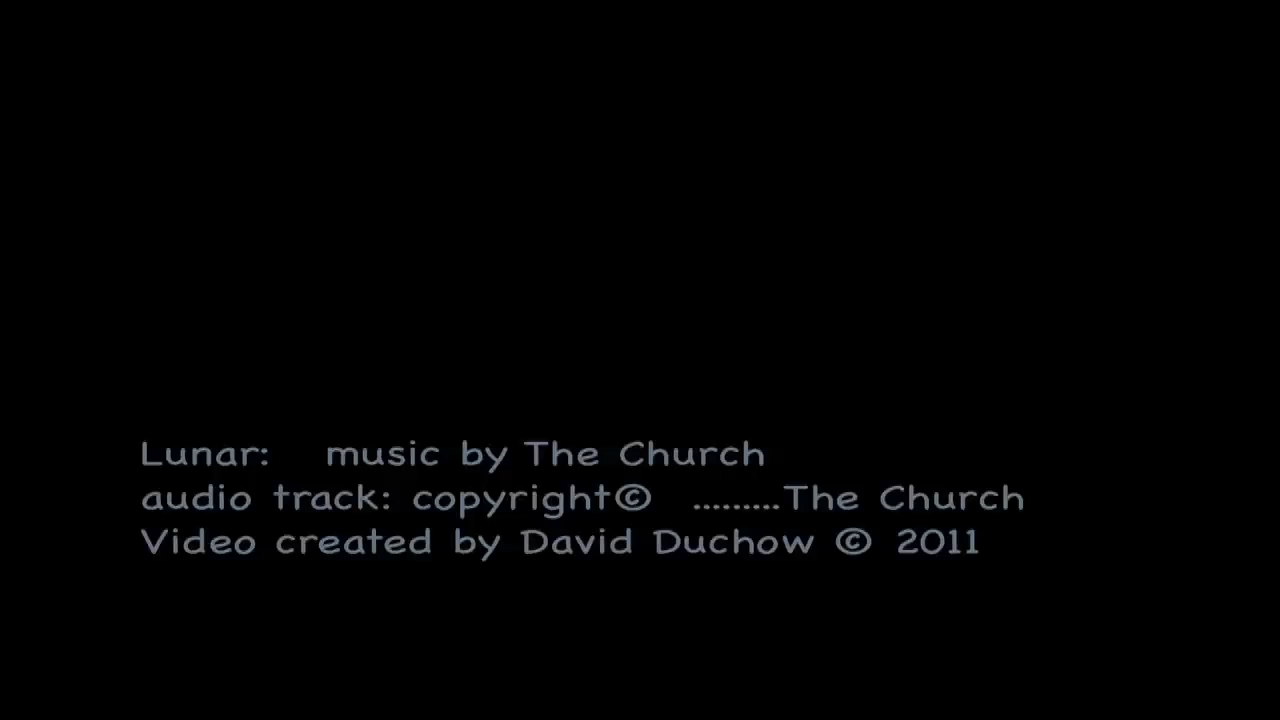 Lunar: music by The Church
audio track: copyright© .........The Church
Video created by David Duchow © 2011